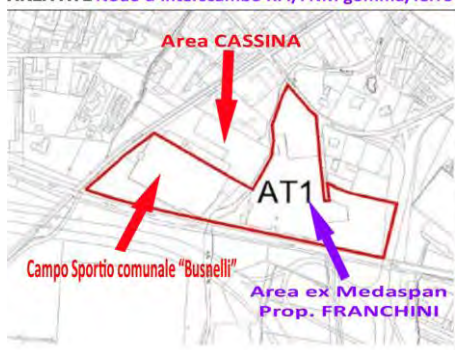 Area CASSINA
AT1
Campo Sportio comunale "Busnelli"
Area ex Medaspan
Prop. FRANCHINI